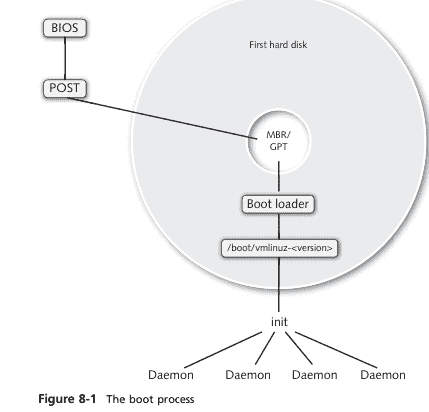 BIOS
First hard disk
POST
MBR/
GPT
Boot loader
/boot/vmlinuz-<version>
init
Daemon Daemon Daemon Daemon
Figure 8-1 The boot process